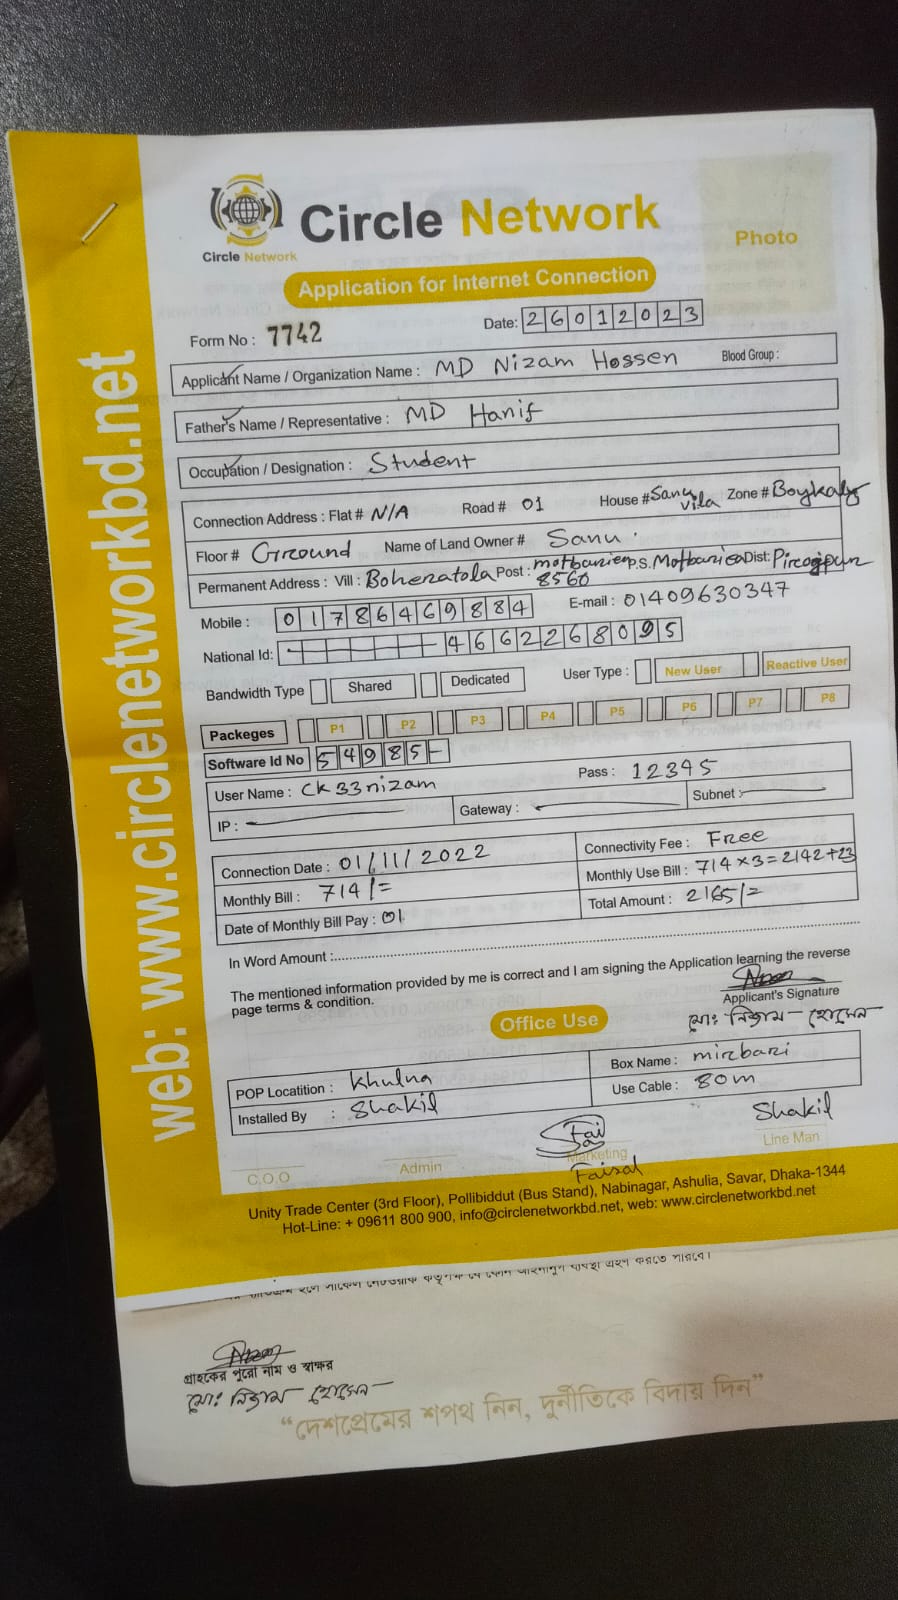 Circle Network
Circle Network
Photo
Application for Internet Connection
Form No : 7742 Date: 26012023
Applicant Name / Organization Name : MD Nizam Hossen Blood Group :
Father's Name / Representative : MD Hanif
Occupation / Designation : Student
Connection Address : Flat # N/A Road # 01 House # Sanu vila Zone # Boykaly
Floor # Ground Name of Land Owner # Sanu
Permanent Address : Vill : Boheratola Post : motbaria 8560 P.S. Motbaria Dist: Pirojpur
Mobile : 01786469884 E-mail : 01409630347
National Id: 4662268095
Bandwidth Type Shared Dedicated User Type : New User Reactive User
Packeges P1 P2 P3 P4 P5 P6 P7 P8
Software Id No 54985-
User Name : Ck33nizam Pass : 12345
IP : Gateway : Subnet :
Connection Date : 01/11/2022 Connectivity Fee : Free
Monthly Bill : 714/= Monthly Use Bill : 714×3=2142+23
Date of Monthly Bill Pay : 01 Total Amount : 2165/=
In Word Amount :
The mentioned information provided by me is correct and I am signing the Application learning the reverse
page terms & condition.
Applicant's Signature
মোঃ নিজাম হোসেন
Office Use
POP Locatition : Khulna Box Name : mirbari
Installed By : Shakil Use Cable : 80m
Shakil
C.O.O Admin Marketing Line Man
Faisal
Unity Trade Center (3rd Floor), Pollibiddut (Bus Stand), Nabinagar, Ashulia, Savar, Dhaka-1344
Hot-Line: + 09611 800 900, info@circlenetworkbd.net, web: www.circlenetworkbd.net
web: www.circlenetworkbd.net
যে কোন আইনানুগ ব্যবস্থা গ্রহণ করতে পারবে।
গ্রাহকের পুরো নাম ও স্বাক্ষর
মোঃ নিজাম হোসেন
“দেশপ্রেমের শপথ নিন, দুর্নীতিকে বিদায় দিন”